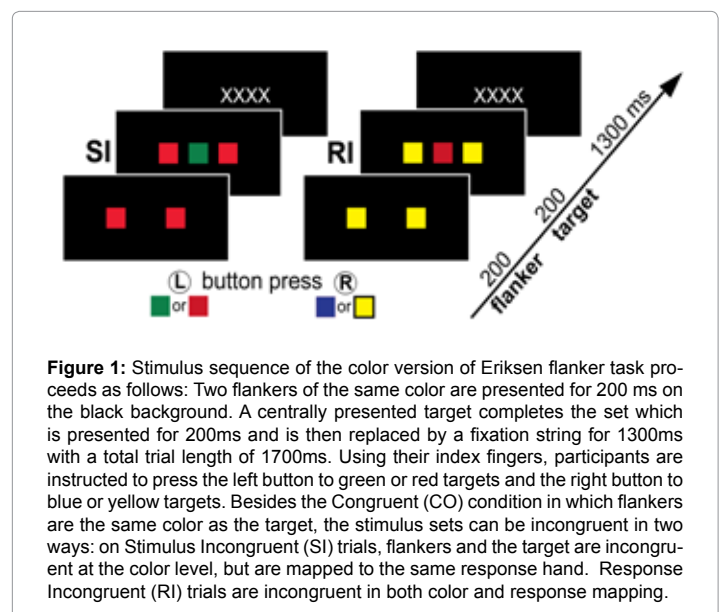 XXXX
XXXX
SI
RI
1300 ms
200
target
200
flanker
L button press R
or
or
Figure 1: Stimulus sequence of the color version of Eriksen flanker task pro-
ceeds as follows: Two flankers of the same color are presented for 200 ms on
the black background. A centrally presented target completes the set which
is presented for 200ms and is then replaced by a fixation string for 1300ms
with a total trial length of 1700ms. Using their index fingers, participants are
instructed to press the left button to green or red targets and the right button to
blue or yellow targets. Besides the Congruent (CO) condition in which flankers
are the same color as the target, the stimulus sets can be incongruent in two
ways: on Stimulus Incongruent (SI) trials, flankers and the target are incongru-
ent at the color level, but are mapped to the same response hand. Response
Incongruent (RI) trials are incongruent in both color and response mapping.